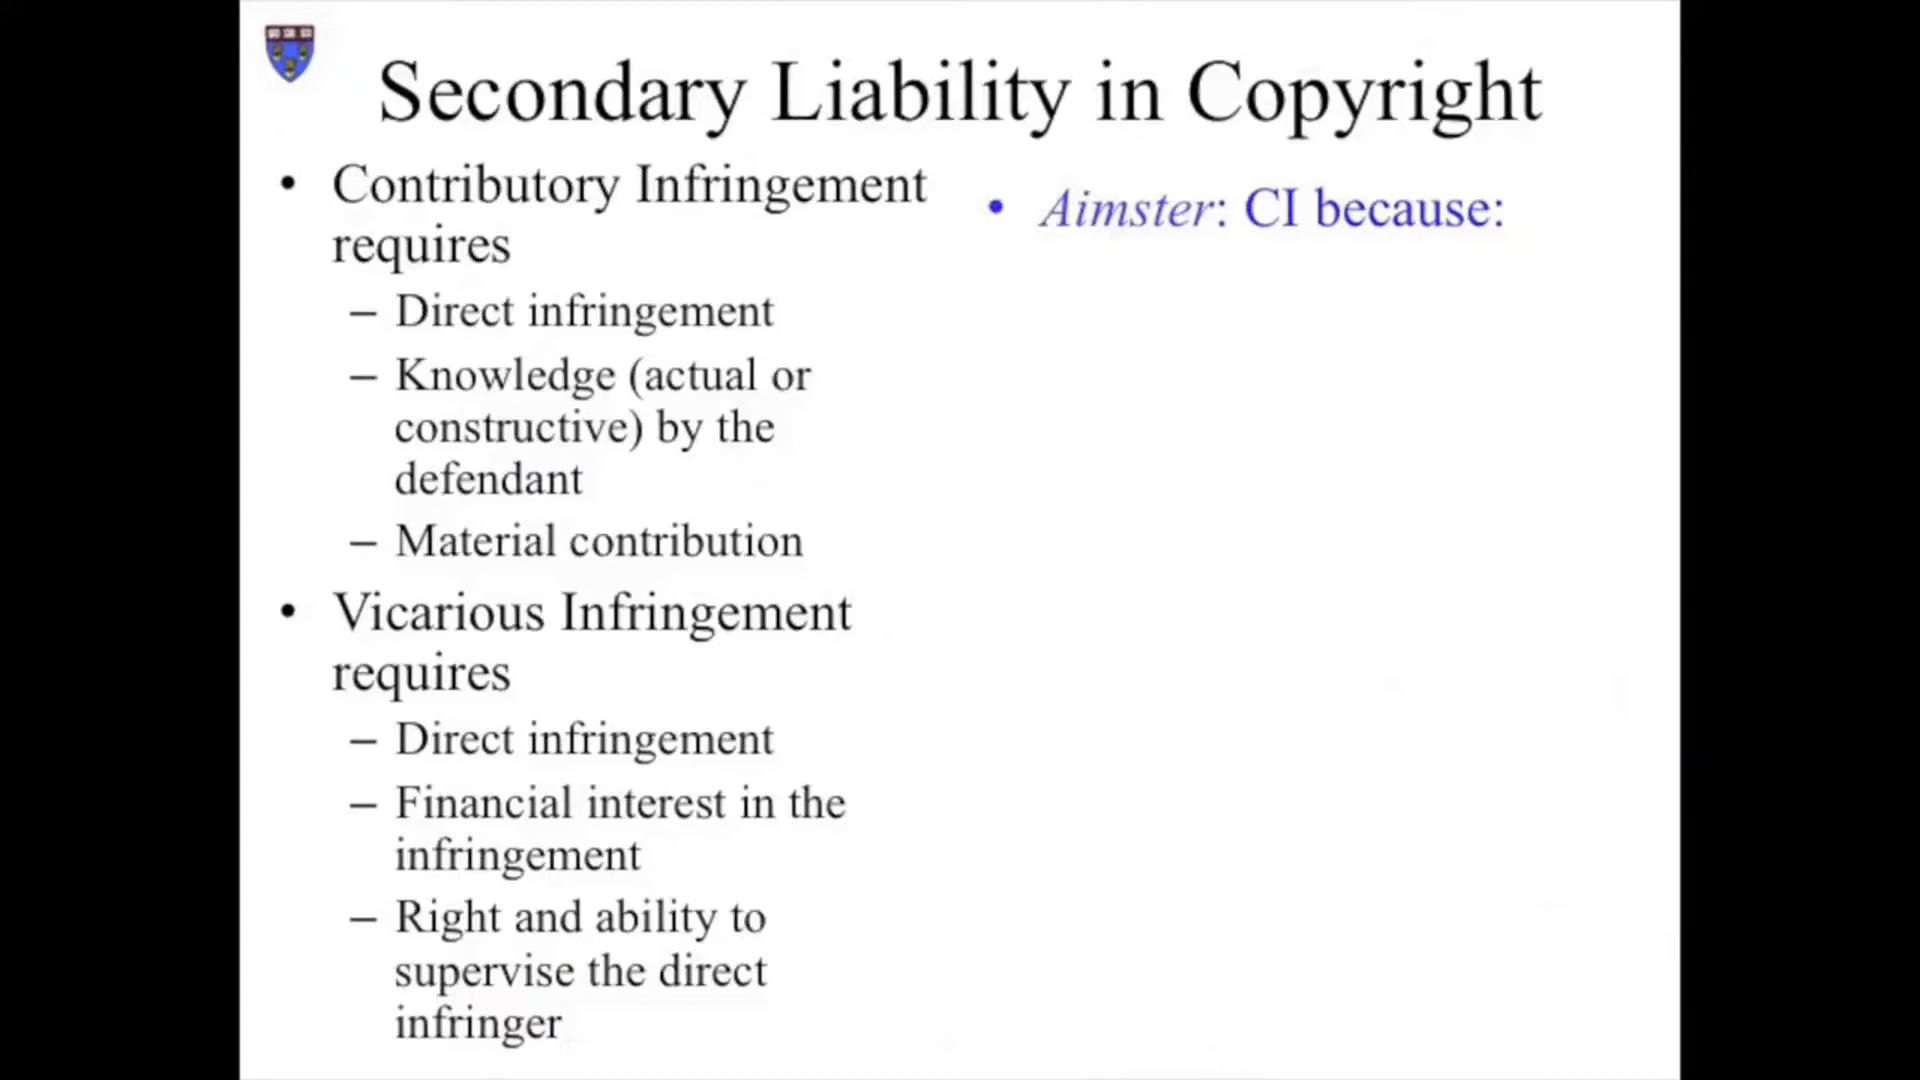 Secondary Liability in Copyright
• Contributory Infringement
requires
– Direct infringement
– Knowledge (actual or
constructive) by the
defendant
– Material contribution
• Vicarious Infringement
requires
– Direct infringement
– Financial interest in the
infringement
– Right and ability to
supervise the direct
infringer
• Aimster: CI because: